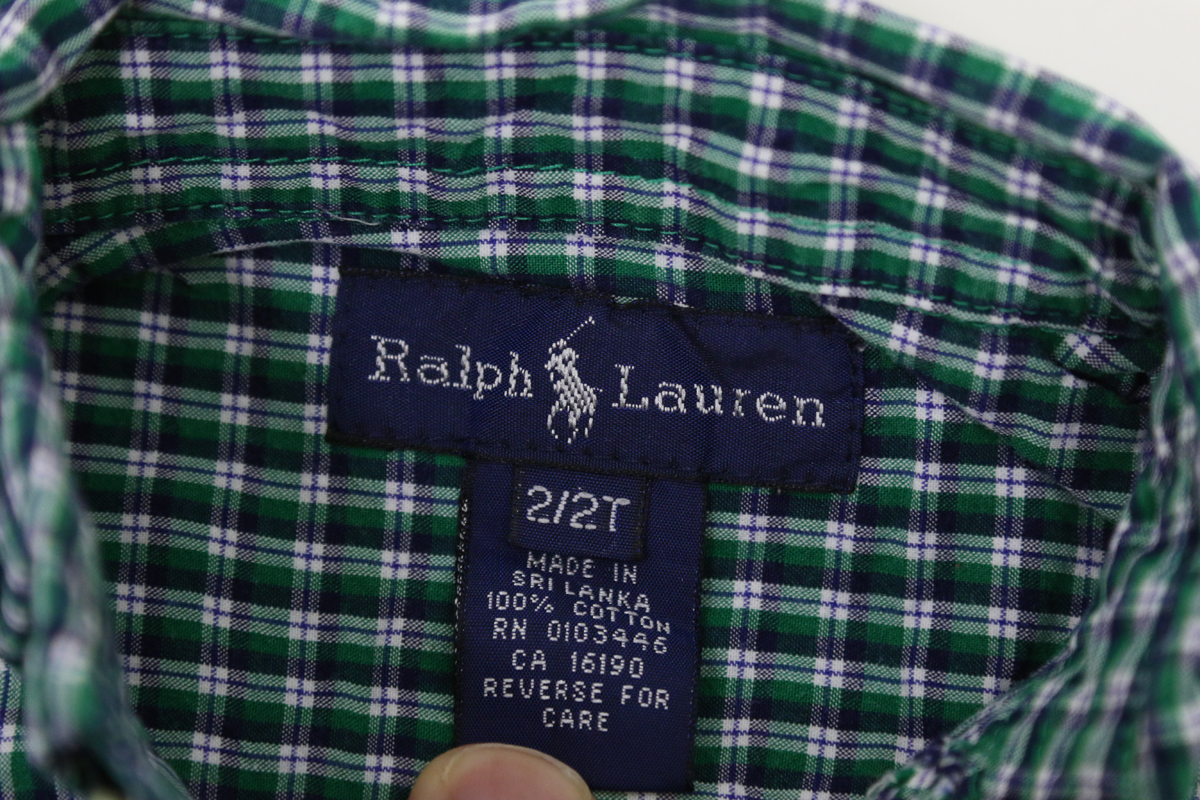 Ralph Lauren
2/2T
MADE IN
SRI LANKA
100% COTTON
RN 0103446
CA 16190
REVERSE FOR
CARE